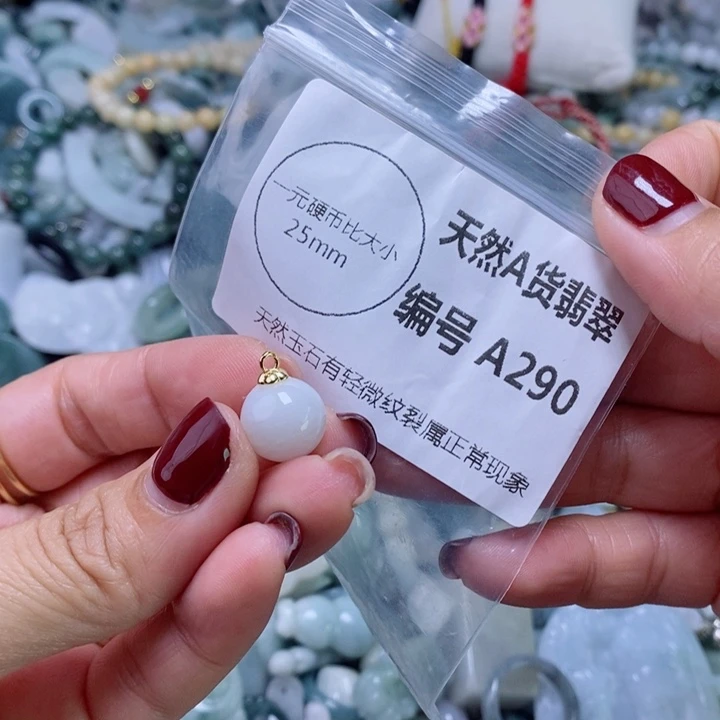 一元硬币比大小
25mm
天然A货翡翠
编号 A290
天然玉石有轻微纹裂属正常现象